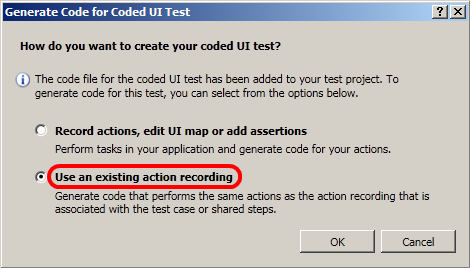 Generate Code for Coded UI Test
How do you want to create your coded UI test?
The code file for the coded UI test has been added to your test project. To
generate code for this test, you can select from the options below.
Record actions, edit UI map or add assertions
Perform tasks in your application and generate code for your actions.
Use an existing action recording
Generate code that performs the same actions as the action recording that is
associated with the test case or shared steps.
OK Cancel